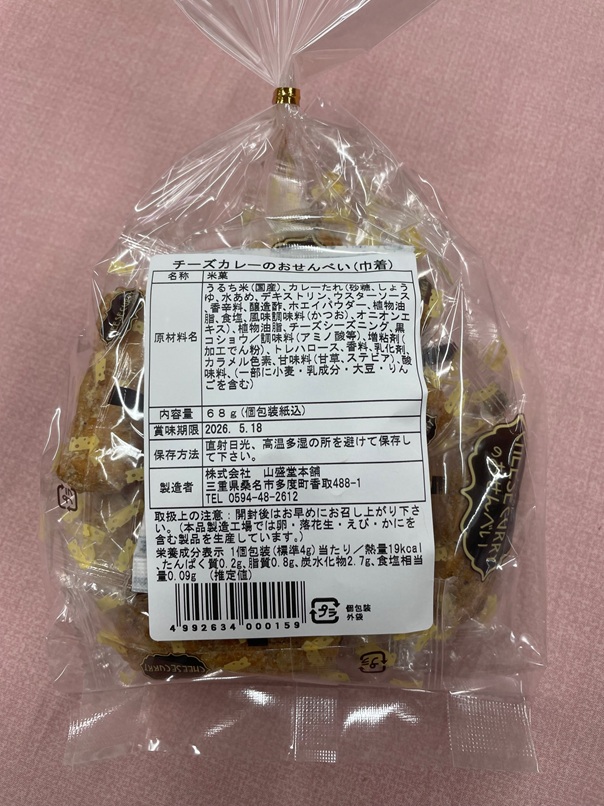 チーズカレーのおせんべい(巾着)
名称 米菓
原材料名
うるち米(国産)、カレーたれ(砂糖、しょう
ゆ、水あめ、デキストリン、ウスターソース
、香辛料、醸造酢、ホエイパウダー、植物油
脂、食塩、風味調味料(かつお)、オニオンエ
キス)、植物油脂、チーズシーズニング、黒
コショウ/調味料(アミノ酸等)、増粘剤(
加工でん粉)、トレハロース、香料、乳化剤、
カラメル色素、甘味料(甘草、ステビア)、酸
味料、(一部に小麦・乳成分・大豆・りん
ごを含む)
内容量 68g(個包装紙込)
賞味期限 2026. 5.18
保存方法
直射日光、高温多湿の所を避けて保存し
て下さい。
製造者
株式会社 山盛堂本舗
三重県桑名市多度町香取488-1
TEL 0594-48-2612
取扱上の注意：開封後はお早めにお召し上がり下さ
い。(本品製造工場では卵・落花生・えび・かにを
含む製品を生産しています。)
栄養成分表示 1個包装(標準4g)当たり/熱量19kcal
、たんぱく質0.2g、脂質0.8g、炭水化物2.7g、食塩相当
量0.09g (推定値)
4992634 000159
プラ
個包装
外袋
CHEESE CURRY
のおせんべい
CHEESE CURRY
プラ